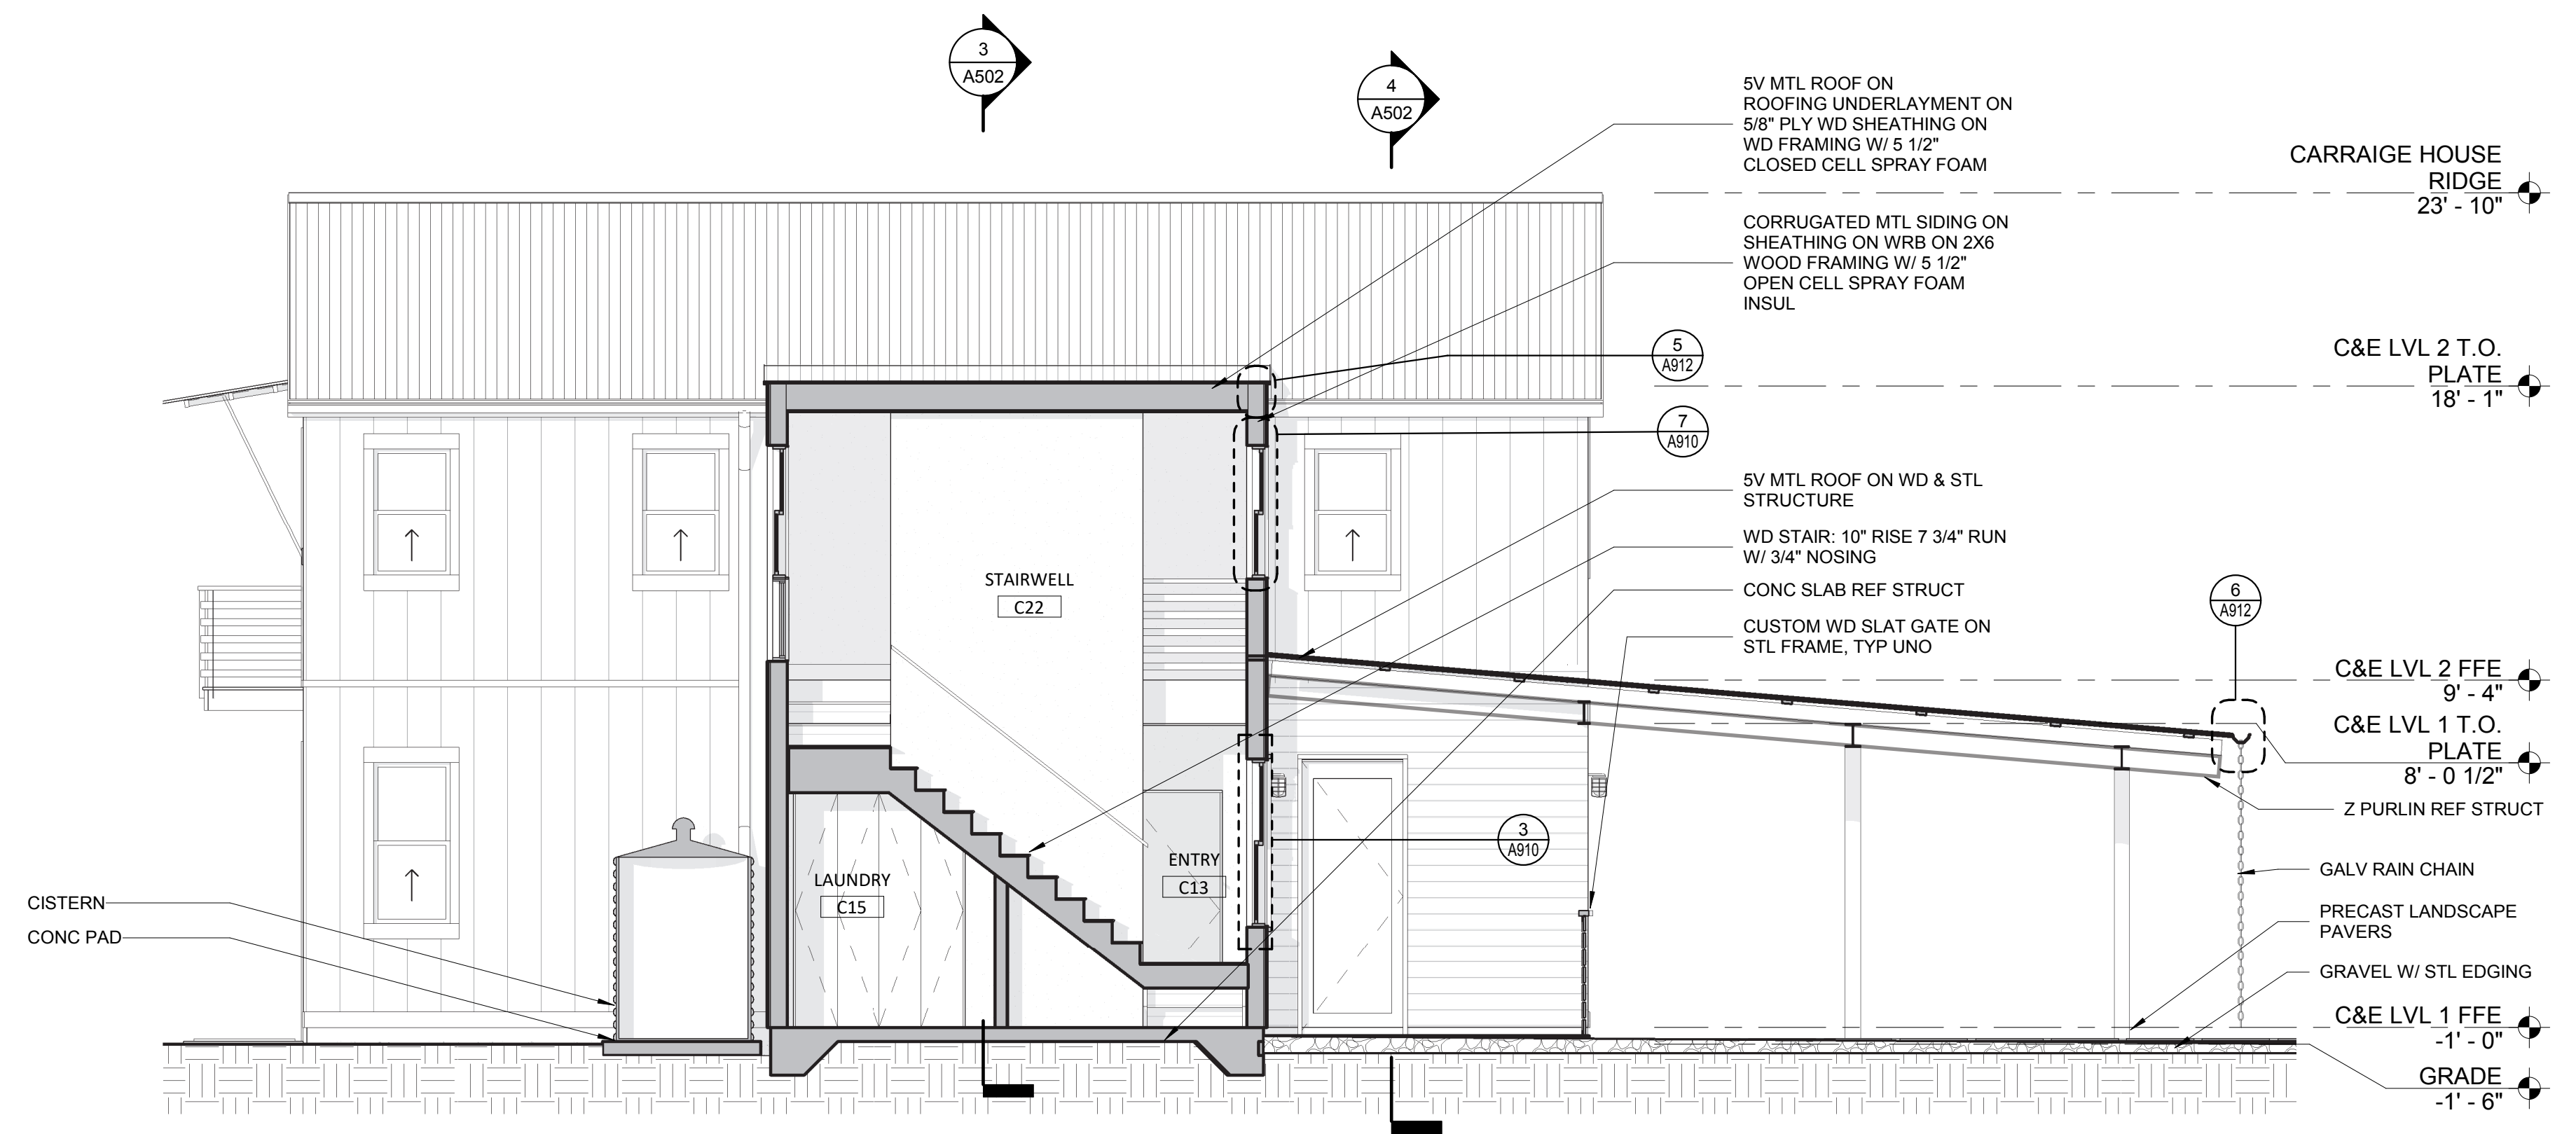 3
A502
4
A502
5V MTL ROOF ON
ROOFING UNDERLAYMENT ON
5/8" PLY WD SHEATHING ON
WD FRAMING W/ 5 1/2"
CLOSED CELL SPRAY FOAM
CARRAIGE HOUSE
RIDGE
23' - 10"
CORRUGATED MTL SIDING ON
SHEATHING ON WRB ON 2X6
WOOD FRAMING W/ 5 1/2"
OPEN CELL SPRAY FOAM
INSUL
5
A912
C&E LVL 2 T.O.
PLATE
18' - 1"
7
A910
5V MTL ROOF ON WD & STL
STRUCTURE
WD STAIR: 10" RISE 7 3/4" RUN
W/ 3/4" NOSING
STAIRWELL
C22
CONC SLAB REF STRUCT
6
A912
CUSTOM WD SLAT GATE ON
STL FRAME, TYP UNO
C&E LVL 2 FFE
9' - 4"
C&E LVL 1 T.O.
PLATE
8' - 0 1/2"
Z PURLIN REF STRUCT
3
A910
ENTRY
C13
LAUNDRY
C15
GALV RAIN CHAIN
CISTERN
CONC PAD
PRECAST LANDSCAPE
PAVERS
GRAVEL W/ STL EDGING
C&E LVL 1 FFE
-1' - 0"
GRADE
-1' - 6"